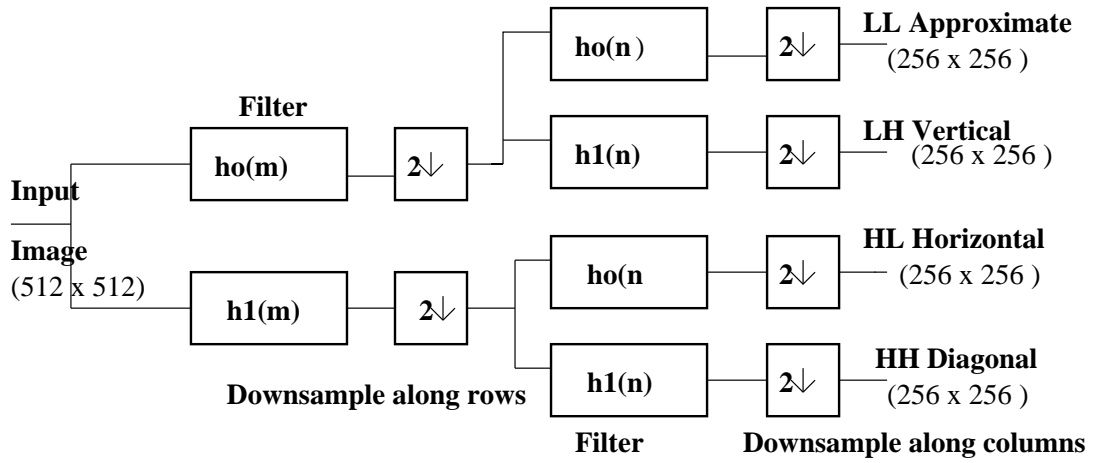 LL Approximate
ho(n )
2↓
(256 x 256 )
Filter
LH Vertical
ho(m)
2↓
h1(n)
2↓
(256 x 256 )
Input
Image
HL Horizontal
(512 x 512)
ho(n
2↓
(256 x 256 )
h1(m)
2↓
HH Diagonal
h1(n)
2↓
(256 x 256 )
Downsample along rows
Filter
Downsample along columns